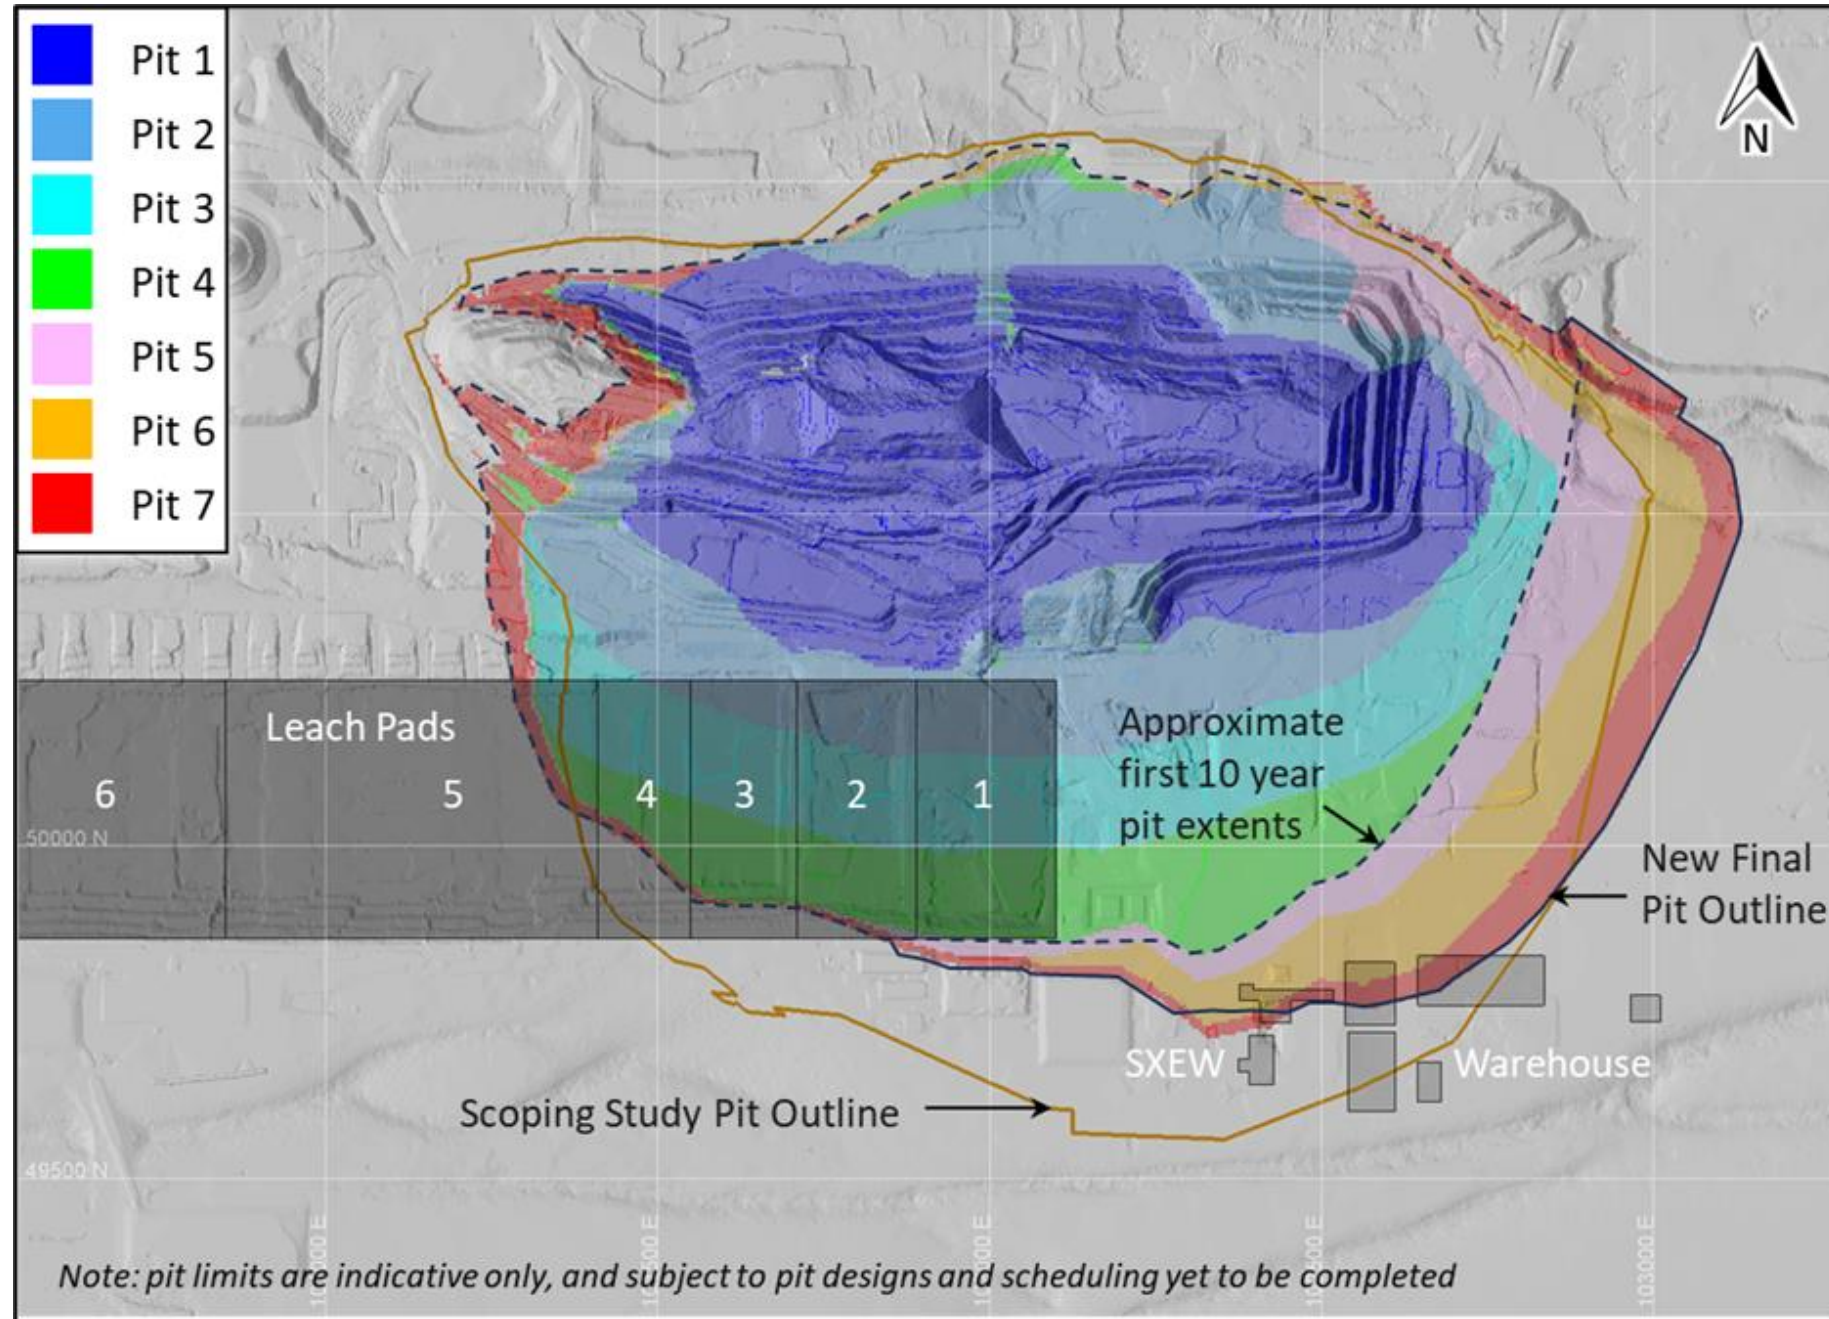 Pit 1
Pit 2
Pit 3
Pit 4
Pit 5
Pit 6
Pit 7
N
Leach Pads
6
5
4
3
2
1
Approximate
first 10 year
pit extents
50000 N
New Final
Pit Outline
SXEW
Warehouse
Scoping Study Pit Outline
49500 N
103000 E
Note: pit limits are indicative only, and subject to pit designs and scheduling yet to be completed